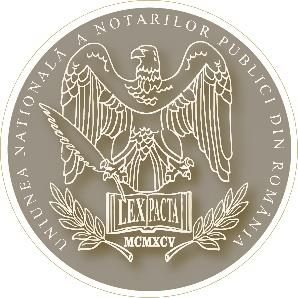 UNIUNEA NAȚIONALĂ A NOTARILOR PUBLICI DIN ROMÂNIA
LEX PACTA
MCMXCV